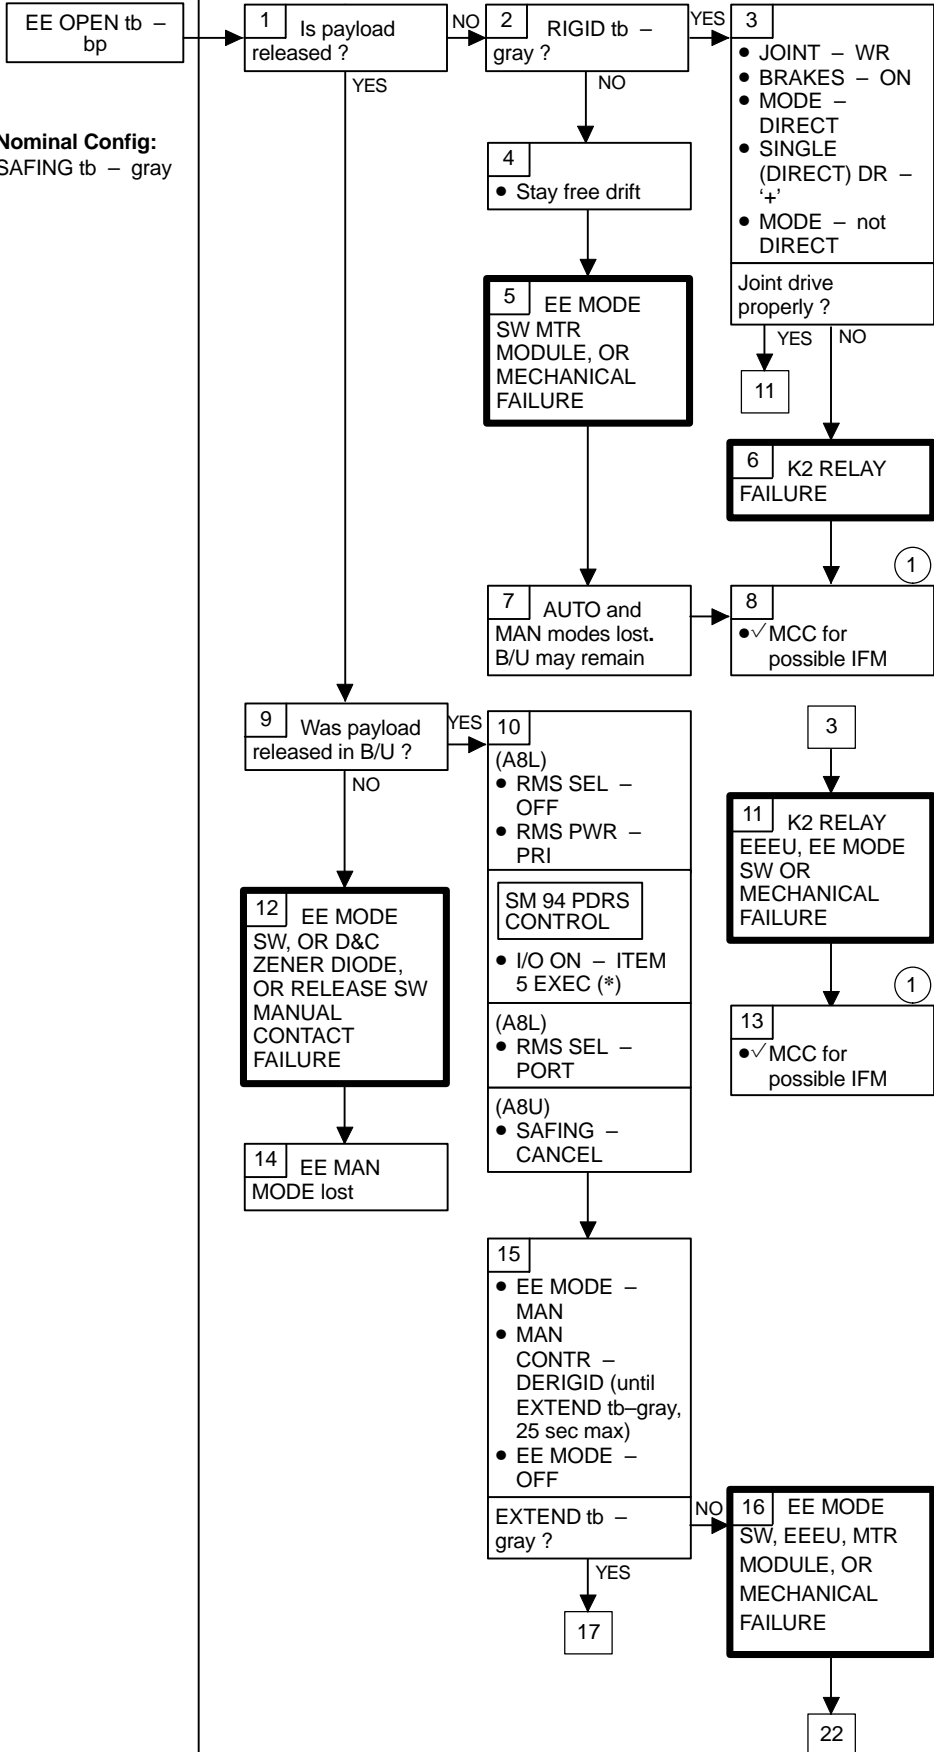 EE OPEN tb –
bp
Nominal Config:
SAFING tb – gray
1 Is payload
released ?
NO
YES
2 RIGID tb –
gray ?
YES
NO
3
• JOINT – WR
• BRAKES – ON
• MODE –
DIRECT
• SINGLE
(DIRECT) DR –
‘+’
• MODE – not
DIRECT
Joint drive
properly ?
YES
NO
11
4
• Stay free drift
5 EE MODE
SW MTR
MODULE, OR
MECHANICAL
FAILURE
6 K2 RELAY
FAILURE
7 AUTO and
MAN modes lost.
B/U may remain
1
8
•√MCC for
possible IFM
9 Was payload
released in B/U ?
YES
NO
10
(A8L)
• RMS SEL –
OFF
• RMS PWR –
PRI
SM 94 PDRS
CONTROL
• I/O ON – ITEM
5 EXEC (*)
(A8L)
• RMS SEL –
PORT
(A8U)
• SAFING –
CANCEL
3
11 K2 RELAY
EEEU, EE MODE
SW OR
MECHANICAL
FAILURE
1
13
•√MCC for
possible IFM
12 EE MODE
SW, OR D&C
ZENER DIODE,
OR RELEASE SW
MANUAL
CONTACT
FAILURE
14 EE MAN
MODE lost
15
• EE MODE –
MAN
• MAN
CONTR –
DERIGID (until
EXTEND tb–gray,
25 sec max)
• EE MODE –
OFF
EXTEND tb –
gray ?
NO
YES
17
16 EE MODE
SW, EEEU, MTR
MODULE, OR
MECHANICAL
FAILURE
22